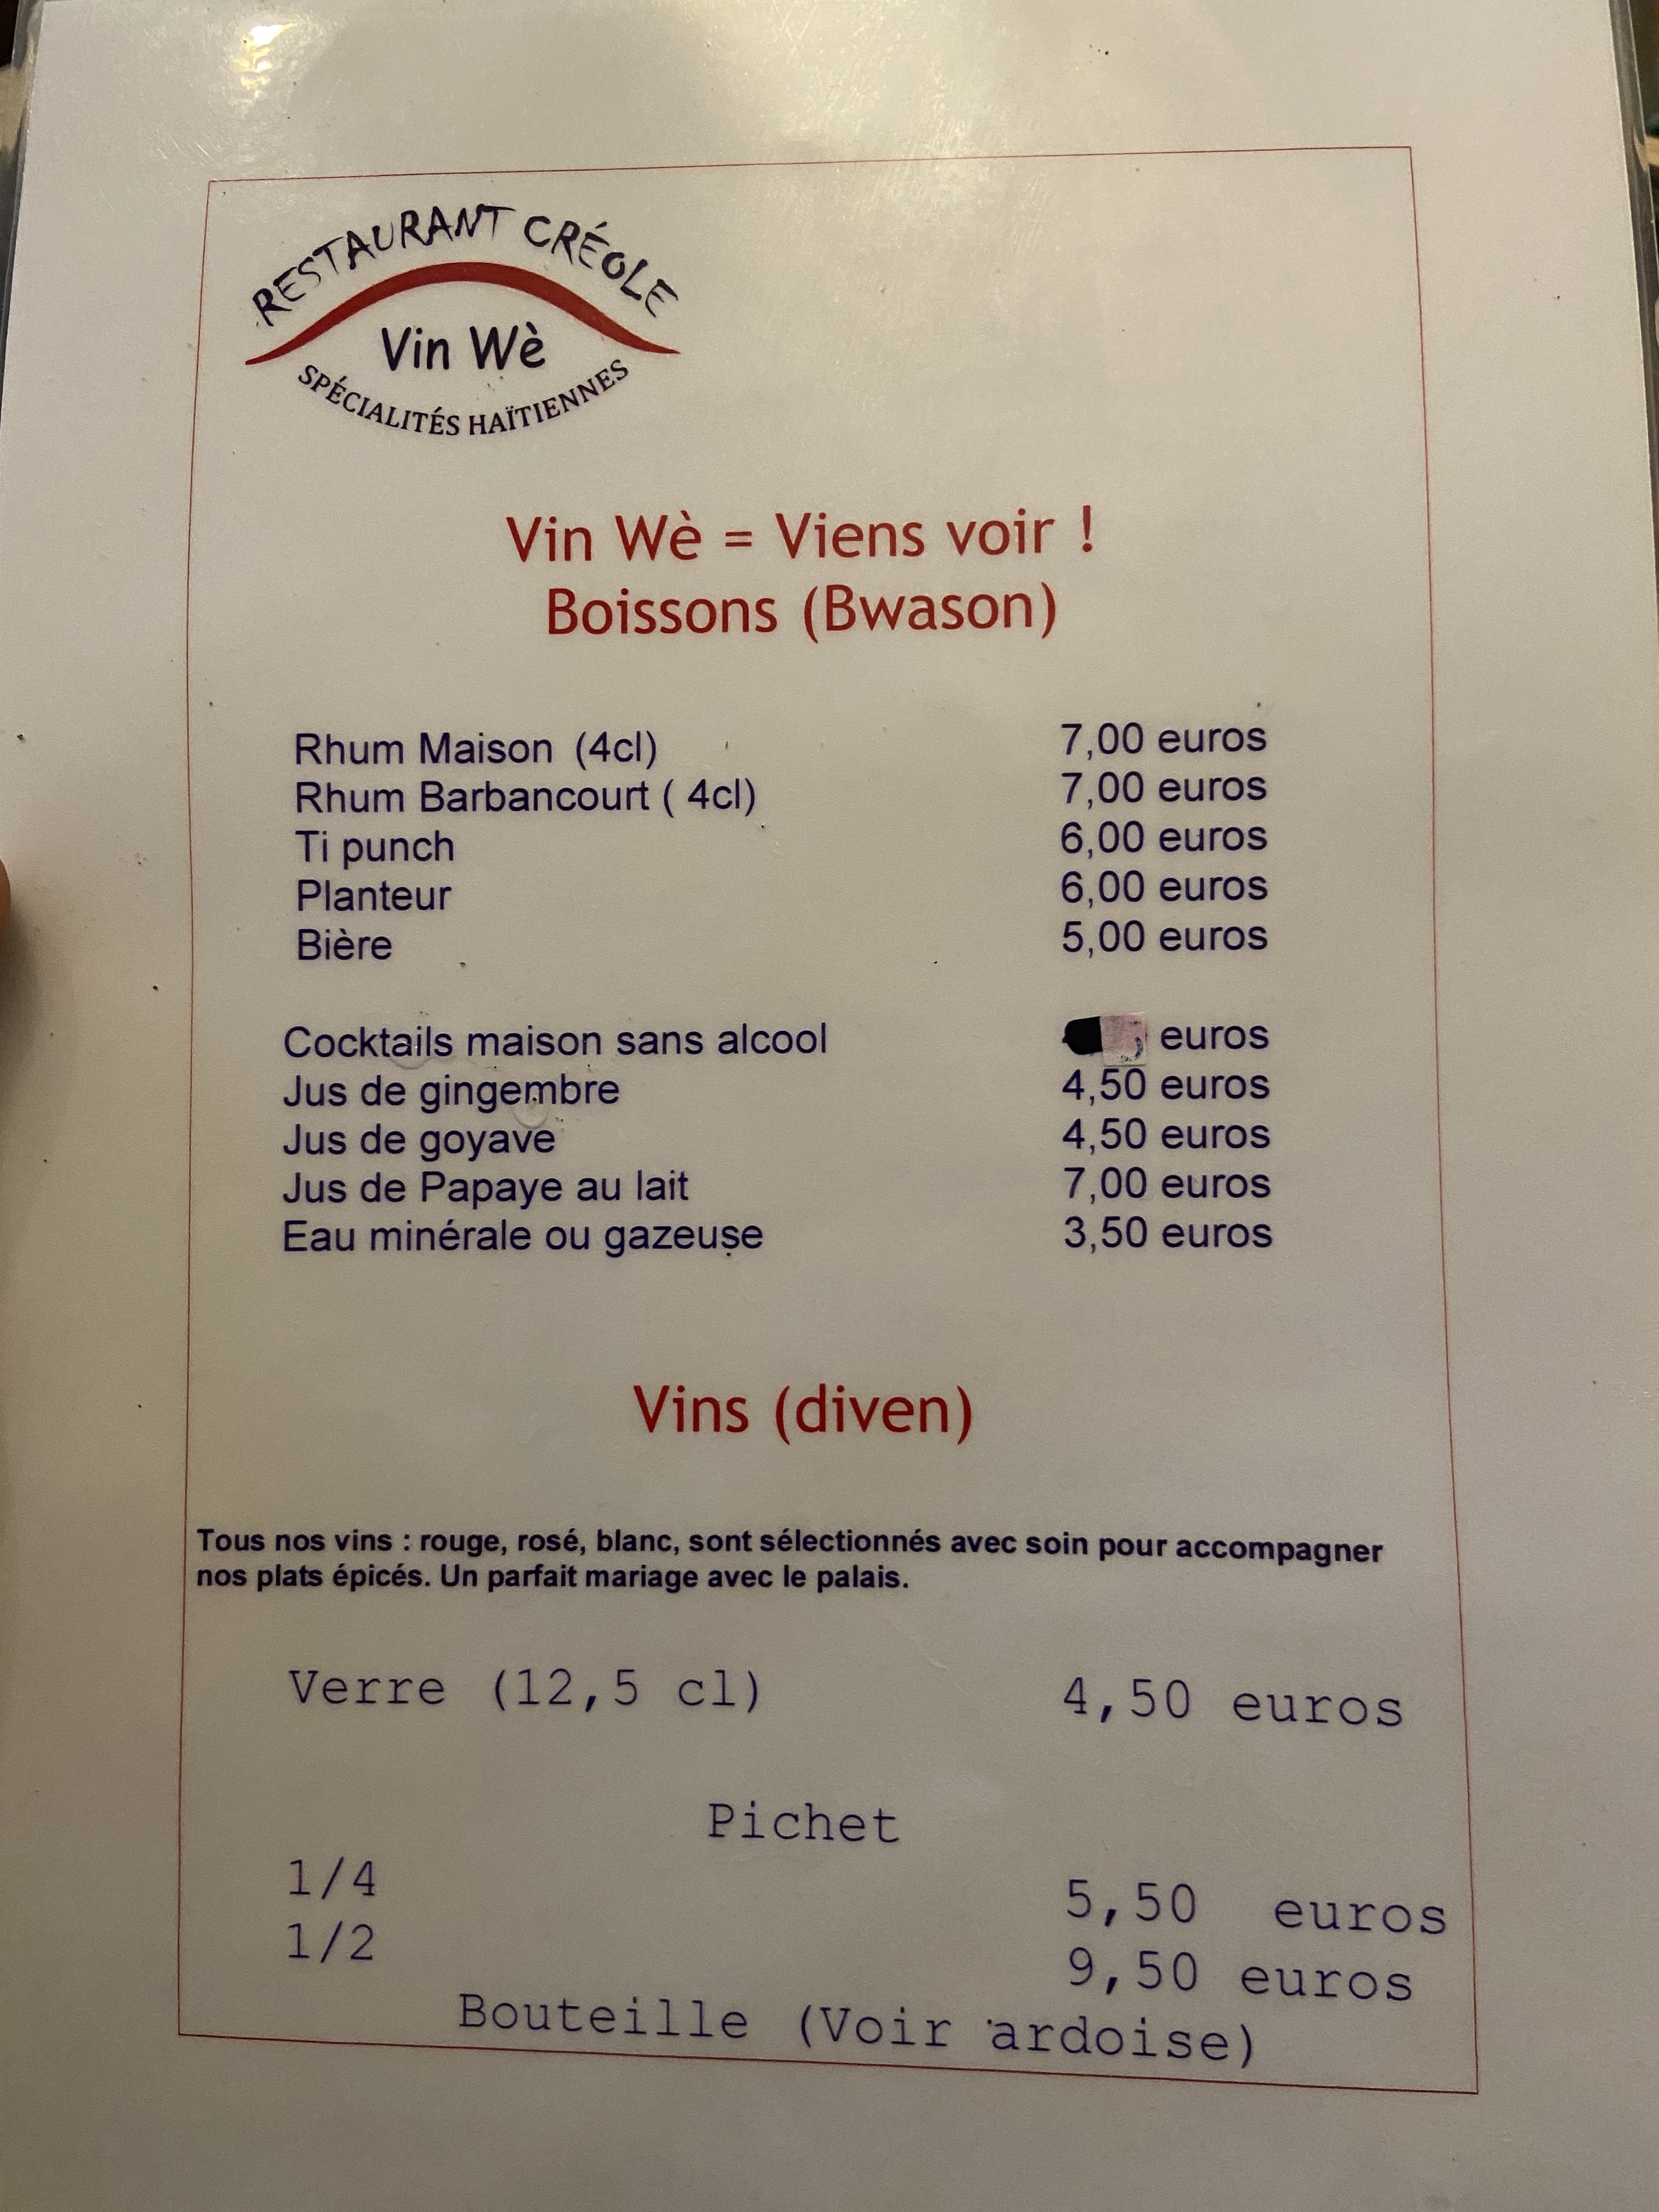 RESTAURANT CRÉOLE
Vin Wè
SPÉCIALITÉS HAÏTIENNES
Vin Wè = Viens voir !
Boissons (Bwason)
Rhum Maison (4cl) 7,00 euros
Rhum Barbancourt ( 4cl) 7,00 euros
Ti punch 6,00 euros
Planteur 6,00 euros
Bière 5,00 euros
Cocktails maison sans alcool euros
Jus de gingembre 4,50 euros
Jus de goyave 4,50 euros
Jus de Papaye au lait 7,00 euros
Eau minérale ou gazeuse 3,50 euros
Vins (diven)
Tous nos vins : rouge, rosé, blanc, sont sélectionnés avec soin pour accompagner
nos plats épicés. Un parfait mariage avec le palais.
Verre (12,5 cl) 4,50 euros
Pichet
1/4 5,50 euros
1/2 9,50 euros
Bouteille (Voir ardoise)